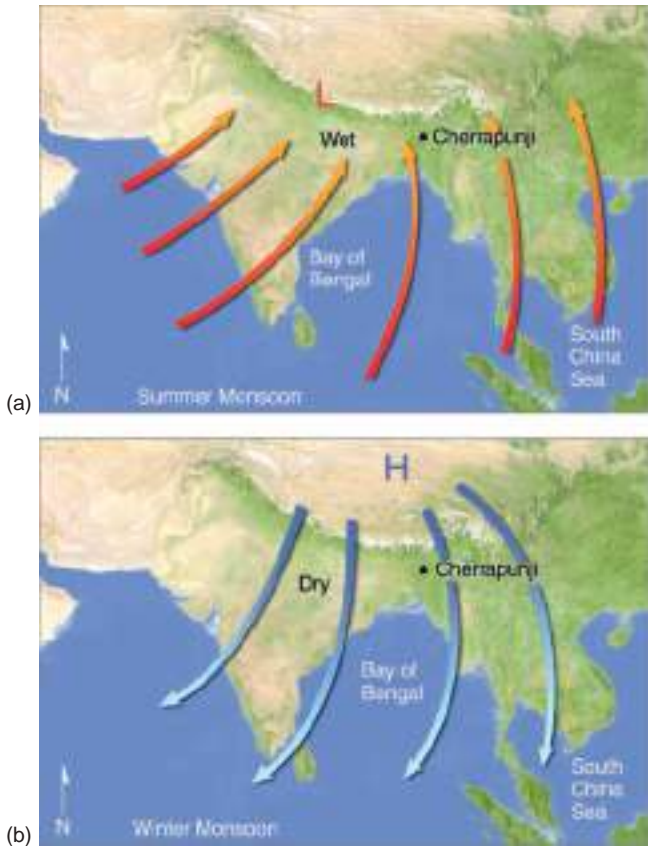 L
Wet
Cherrapunji
Bay of
Bengal
South
China
Sea
N
Summer Monsoon
(a)
H
Cherrapunji
Dry
Bay of
Bengal
South
China
Sea
N
Winter Monsoon
(b)